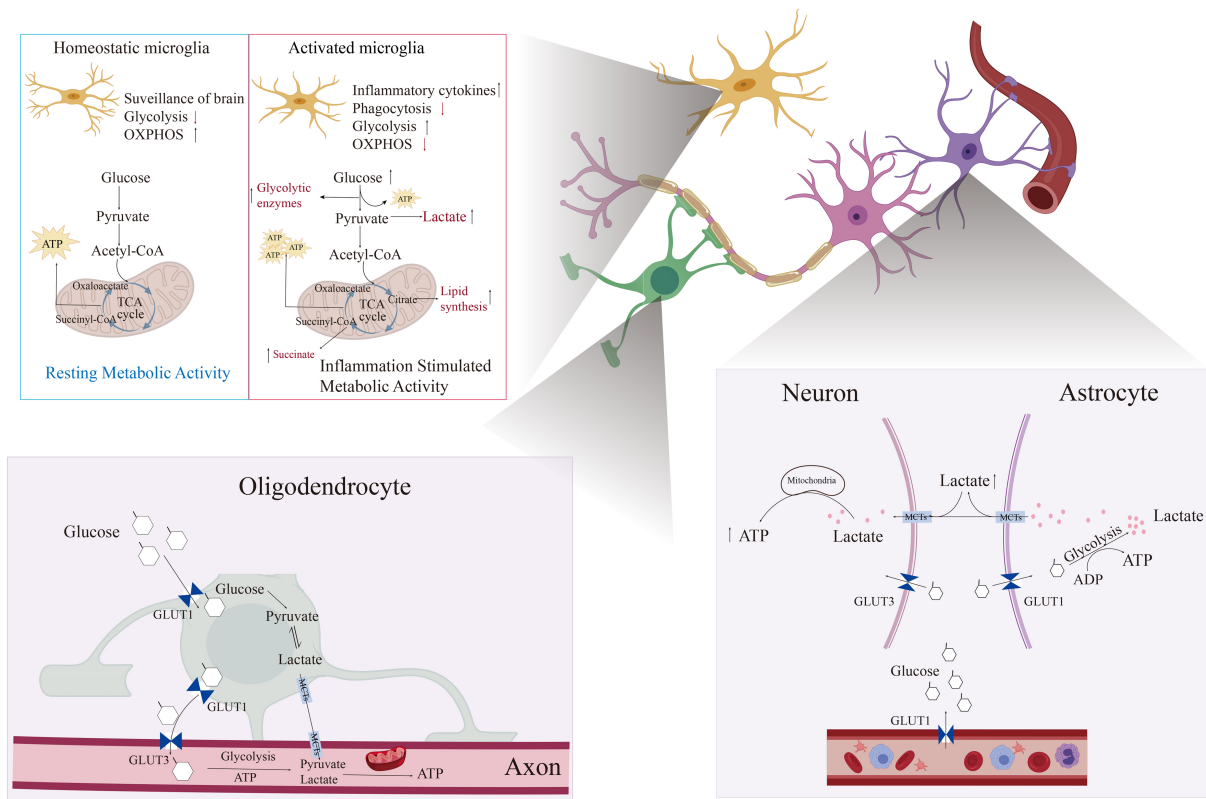 Homeostatic microglia
Suveillance of brain
Glycolysis ↓
OXPHOS ↑
Glucose
Pyruvate
Acetyl-CoA
ATP
Oxaloacetate
TCA
cycle
Succinyl-CoA
Resting Metabolic Activity
Activated microglia
Inflammatory cytokines ↑
Phagocytosis ↓
Glycolysis ↑
OXPHOS ↓
Glucose ↑
↑ Glycolytic
enzymes
ATP
Pyruvate
Lactate ↑
ATP
ATP
ATP
Acetyl-CoA
Oxaloacetate
Citrate
Lipid
synthesis ↑
TCA
cycle
Succinyl-CoA
↑ Succinate
Inflammation Stimulated
Metabolic Activity
Oligodendrocyte
Glucose
GLUT1
Glucose
Pyruvate
Lactate
MCTs
GLUT1
MCTs
GLUT3
Glycolysis
ATP
Pyruvate
Lactate
ATP
Axon
Neuron
Astrocyte
Mitochondria
Lactate ↑
MCTs
MCTs
↑ ATP
Lactate
Lactate
Glycolysis
ADP
ATP
GLUT3
GLUT1
Glucose
GLUT1